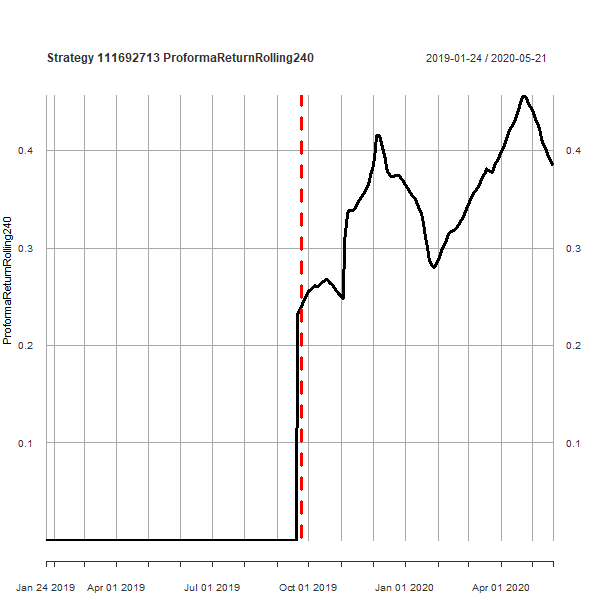 Strategy 111692713 ProformaReturnRolling240
2019-01-24 / 2020-05-21
ProformaReturnRolling240
0.4
0.4
0.3
0.3
0.2
0.2
0.1
0.1
Jan 24 2019
Apr 01 2019
Jul 01 2019
Oct 01 2019
Jan 01 2020
Apr 01 2020